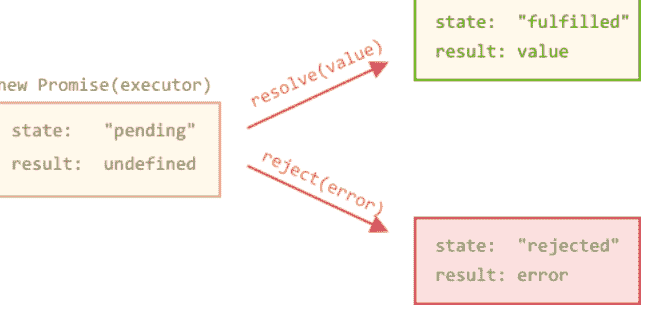 new Promise(executor)
state: "pending"
result: undefined
resolve(value)
reject(error)
state: "fulfilled"
result: value
state: "rejected"
result: error